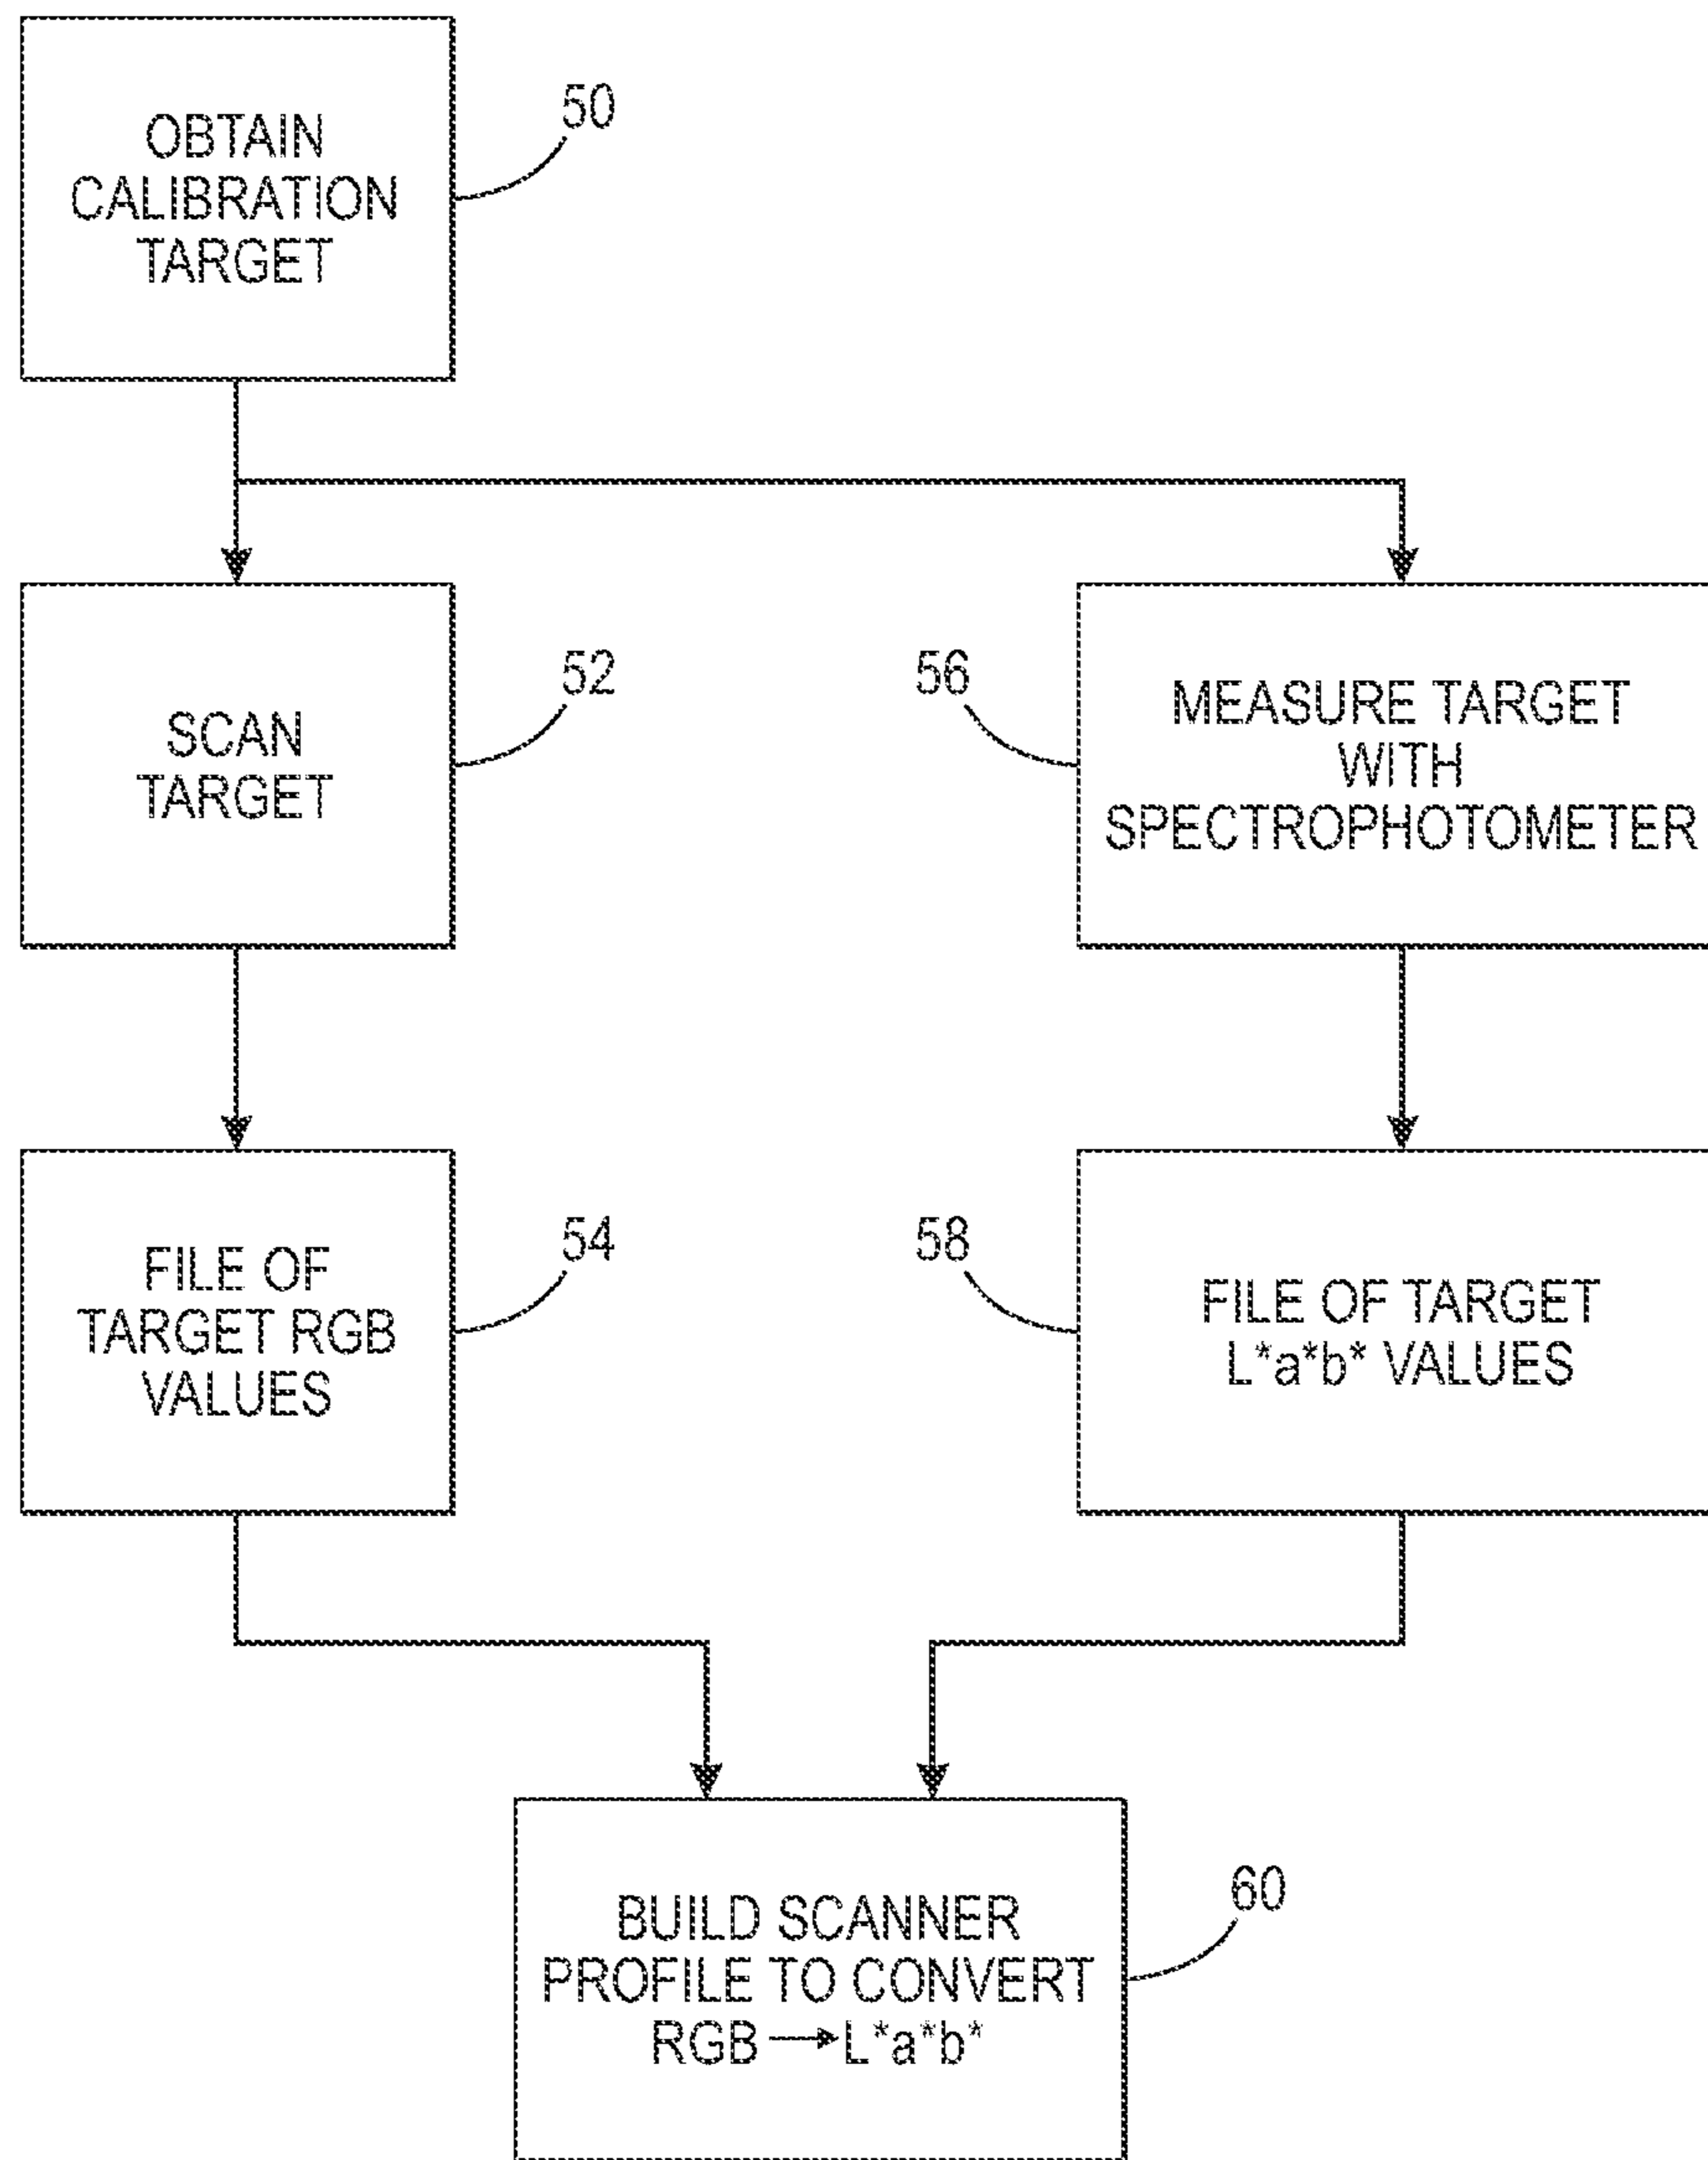 OBTAIN
CALIBRATION
TARGET
50
SCAN
TARGET
52
56
MEASURE TARGET
WITH
SPECTROPHOTOMETER
FILE OF
TARGET RGB
VALUES
54
58
FILE OF TARGET
L*a*b* VALUES
BUILD SCANNER
PROFILE TO CONVERT
RGB → L*a*b*
60